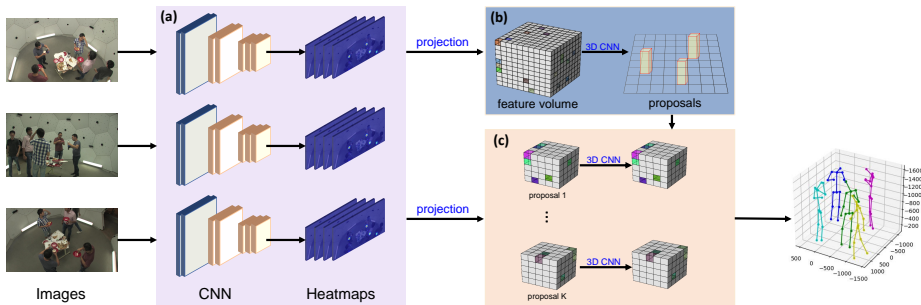 (a)
(b)
projection
3D CNN
feature volume
proposals
(c)
3D CNN
proposal 1
projection
3D CNN
proposal K
Images
CNN
Heatmaps
1600
1400
1200
1000
800
600
400
200
500
0
-500
-1000
-1500
1000
500
0
-500
-1000